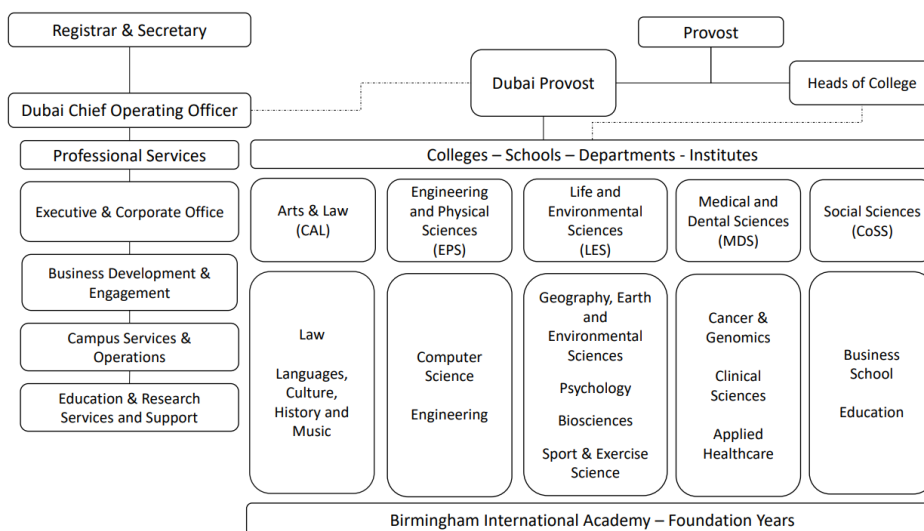 Registrar & Secretary
Provost
Dubai Provost
Heads of College
Dubai Chief Operating Officer
Professional Services
Colleges – Schools – Departments - Institutes
Executive & Corporate Office
Business Development &
Engagement
Campus Services &
Operations
Education & Research
Services and Support
Arts & Law
(CAL)
Engineering
and Physical
Sciences
(EPS)
Life and
Environmental
Sciences
(LES)
Medical and
Dental Sciences
(MDS)
Social Sciences
(CoSS)
Law
Languages,
Culture,
History and
Music
Computer
Science
Engineering
Geography, Earth
and
Environmental
Sciences
Psychology
Biosciences
Sport & Exercise
Science
Cancer &
Genomics
Clinical
Sciences
Applied
Healthcare
Business
School
Education
Birmingham International Academy – Foundation Years